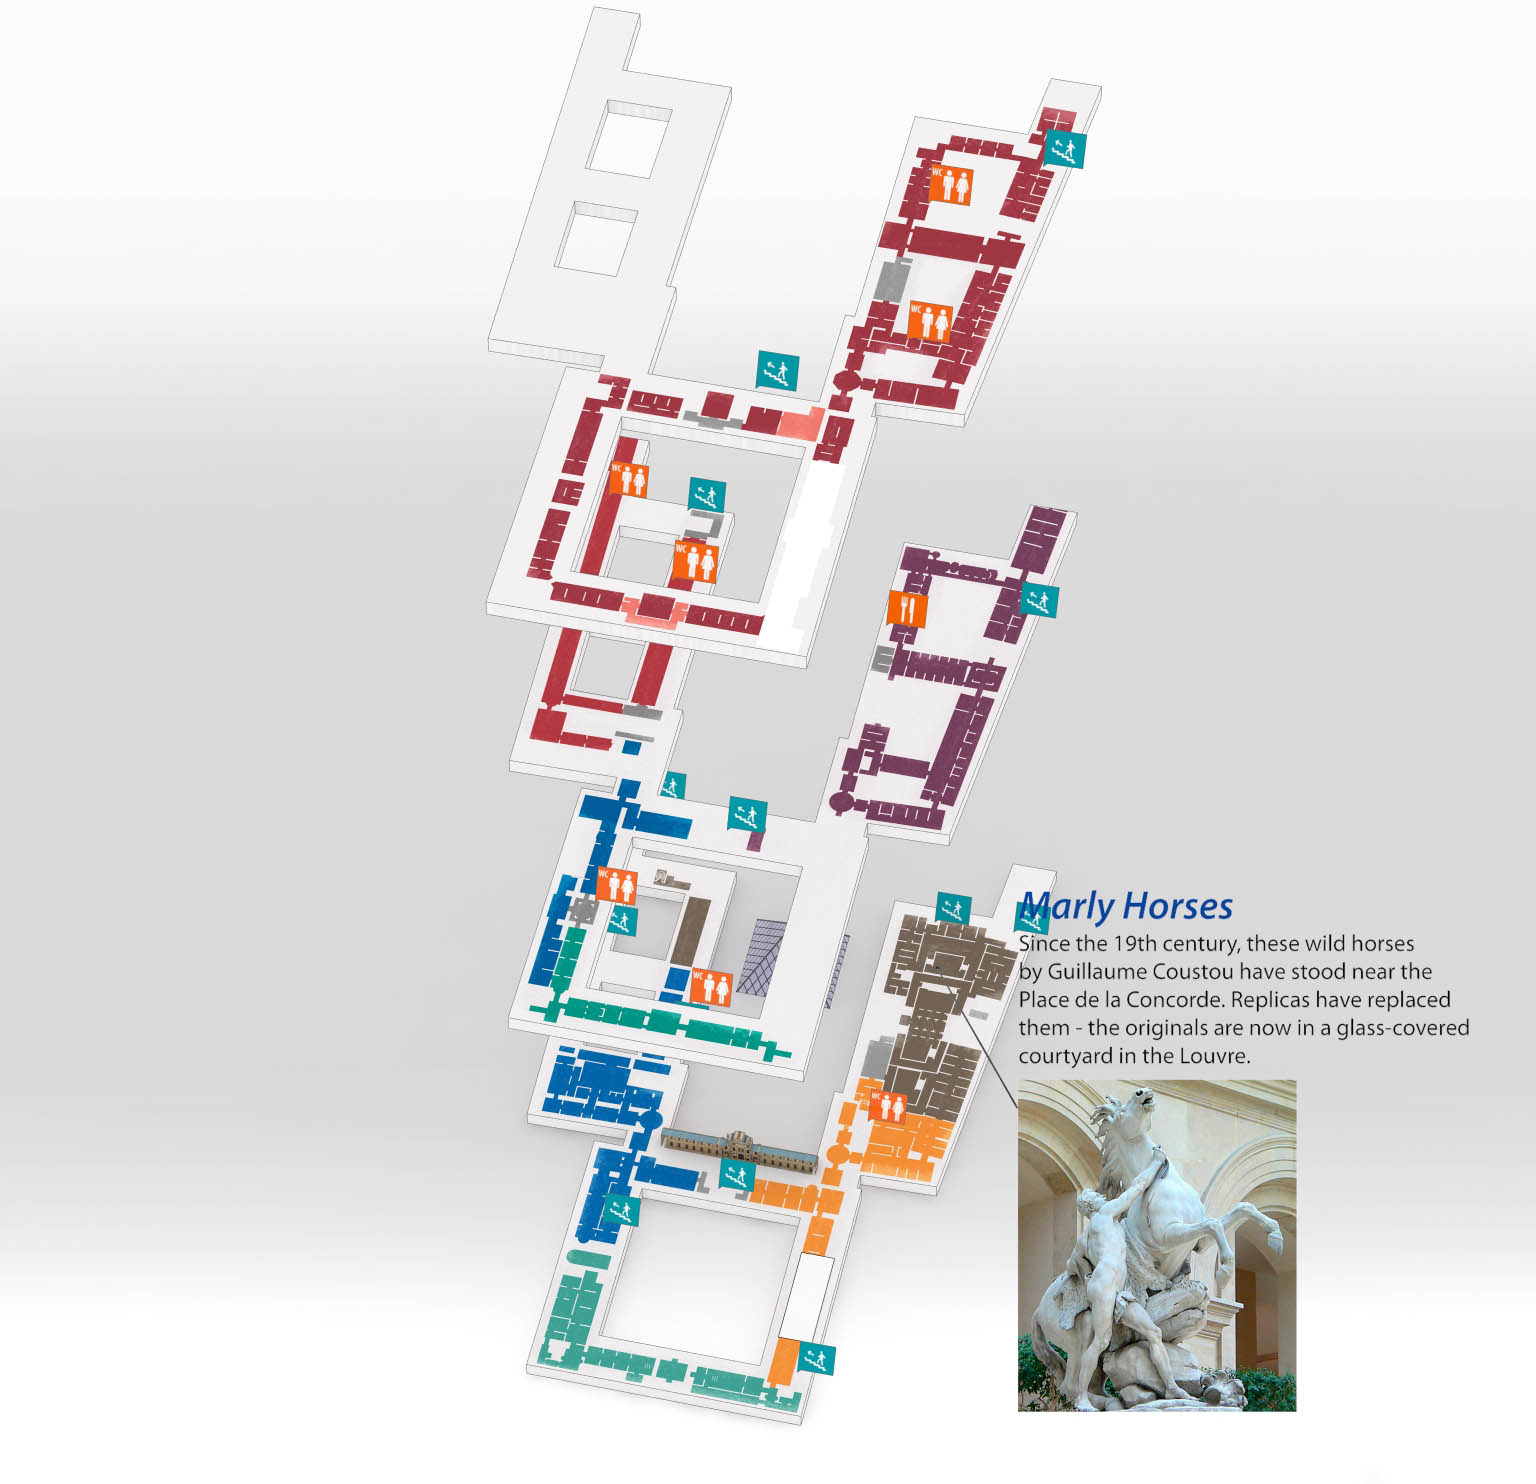 WC
WC
WC
WC
WC
WC
WC
Marly Horses
Since the 19th century, these wild horses
by Guillaume Coustou have stood near the
Place de la Concorde. Replicas have replaced
them - the originals are now in a glass-covered
courtyard in the Louvre.